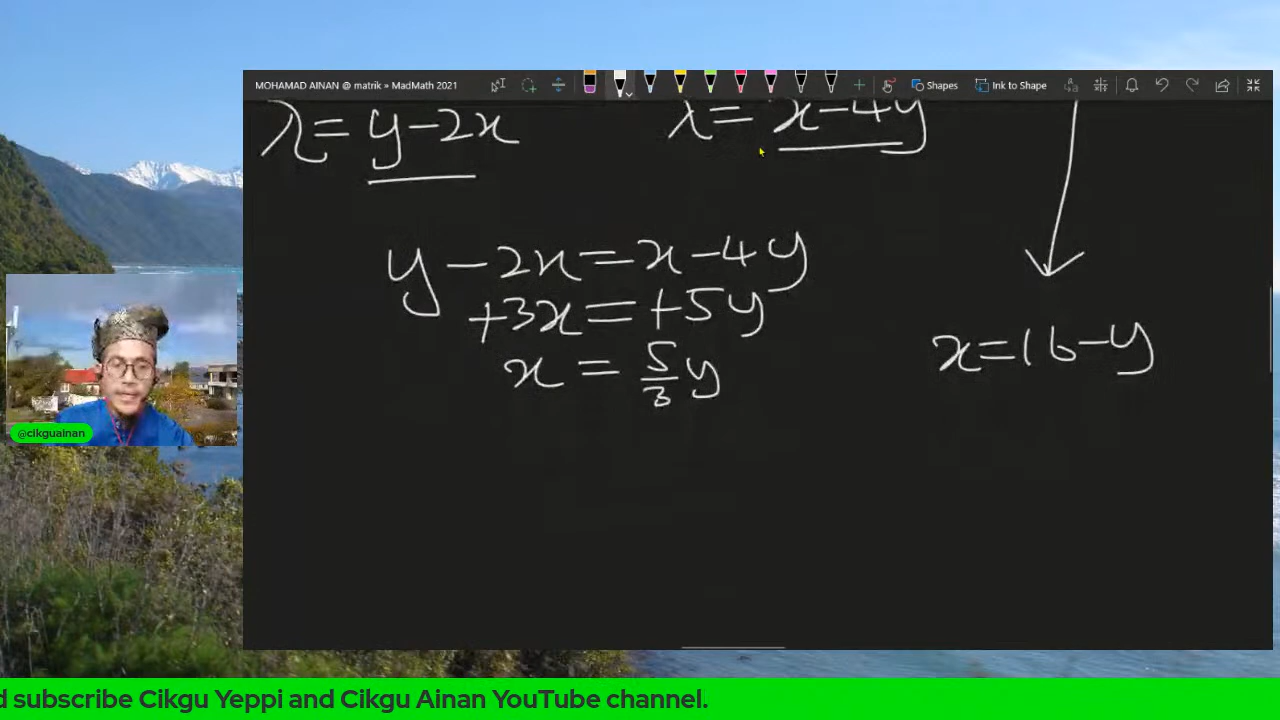 MOHAMAD AINAN @ matrik » MadMath 2021
Shapes
Ink to Shape
λ = y-2x
λ = x-4y
y-2x = x-4y
+3x = +5y
x = 5/3 y
x = 16-y
@cikguainan
d subscribe Cikgu Yeppi and Cikgu Ainan YouTube channel.